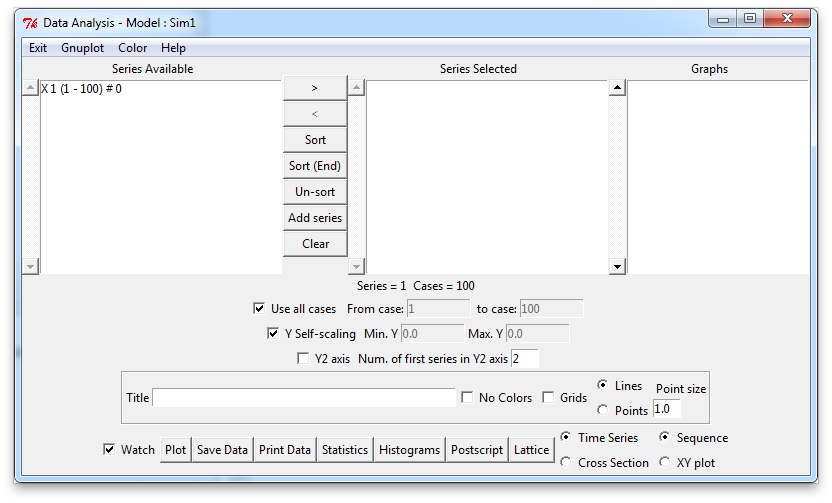 Data Analysis - Model : Sim1
Exit Gnuplot Color Help
Series Available Series Selected Graphs
X 1 (1 - 100) # 0
>
<
Sort
Sort (End)
Un-sort
Add series
Clear
Series = 1 Cases = 100
Use all cases From case: 1 to case: 100
Y Self-scaling Min. Y 0.0 Max. Y 0.0
Y2 axis Num. of first series in Y2 axis 2
Title No Colors Grids Lines Point size
Points 1.0
Watch Plot Save Data Print Data Statistics Histograms Postscript Lattice Time Series Sequence
Cross Section XY plot